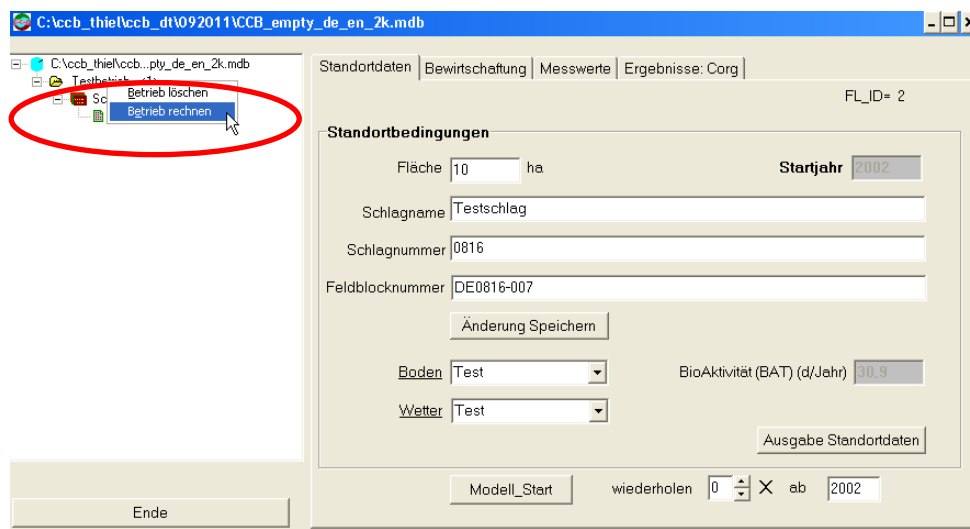 C:\ccb_thiel\ccb_dt\092011\CCB_empty_de_en_2k.mdb
C:\ccb_thiel\ccb...pty_de_en_2k.mdb
(1)
Betrieb löschen
Betrieb rechnen
Ende
Standortdaten
Bewirtschaftung
Messwerte
Ergebnisse: Corg
FL_ID= 2
Standortbedingungen
Fläche 10 ha
Startjahr 2002
Schlagname Testschlag
Schlagnummer 0816
Feldblocknummer DE0816-007
Änderung Speichern
Boden Test
BioAktivität (BAT) (d/Jahr) 30,9
Wetter Test
Ausgabe Standortdaten
Modell_Start
wiederholen 0 X ab 2002